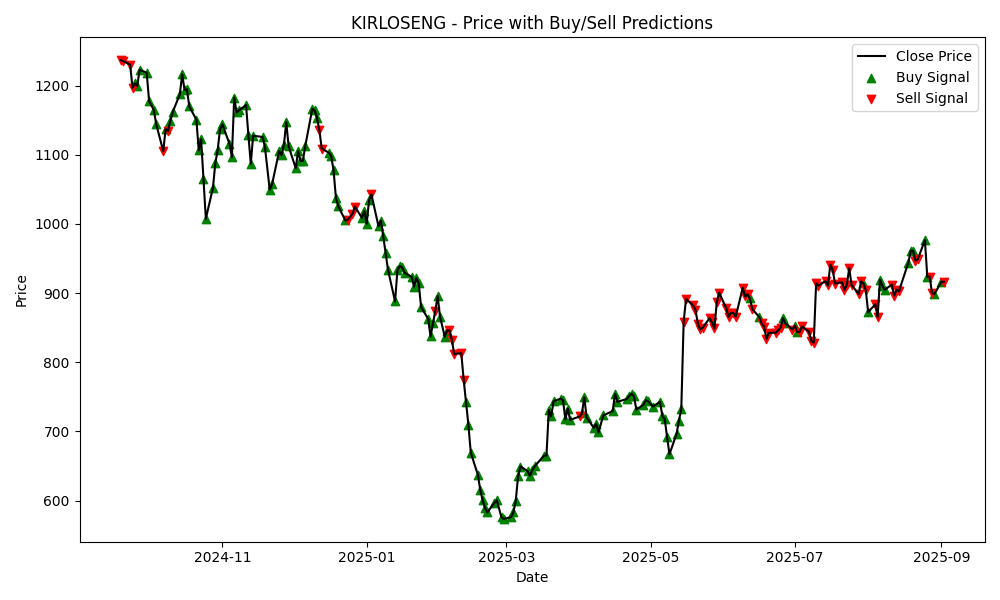 KIRLOSENG - Price with Buy/Sell Predictions
Close Price
Buy Signal
Sell Signal
Price
1200
1100
1000
900
800
700
600
2024-11
2025-01
2025-03
2025-05
2025-07
2025-09
Date